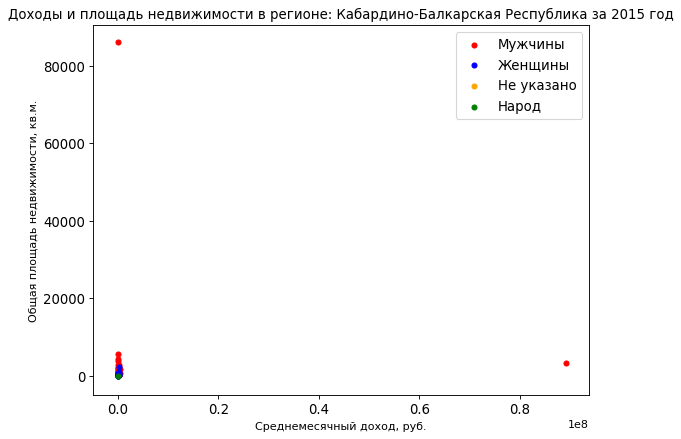 Доходы и площадь недвижимости в регионе: Кабардино-Балкарская Республика за 2015 год
Мужчины
Женщины
Не указано
Народ
Общая площадь недвижимости, кв.м.
80000
60000
40000
20000
0
0.0
0.2
0.4
0.6
0.8
1e8
Среднемесячный доход, руб.